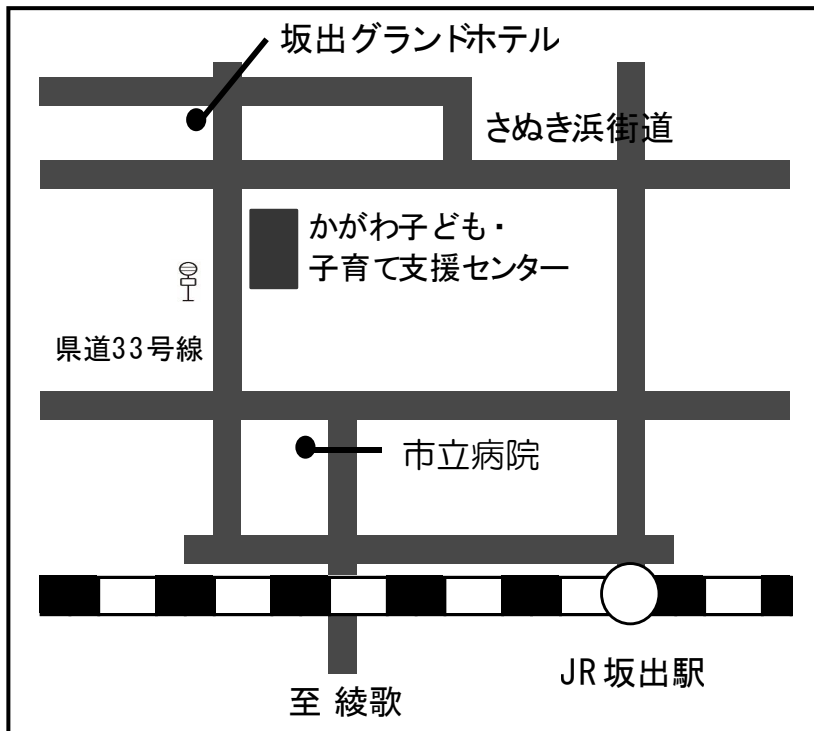 坂出グランドホテル
さぬき浜街道
かがわ子ども・
子育て支援センター
県道33号線
市立病院
JR坂出駅
至 綾歌